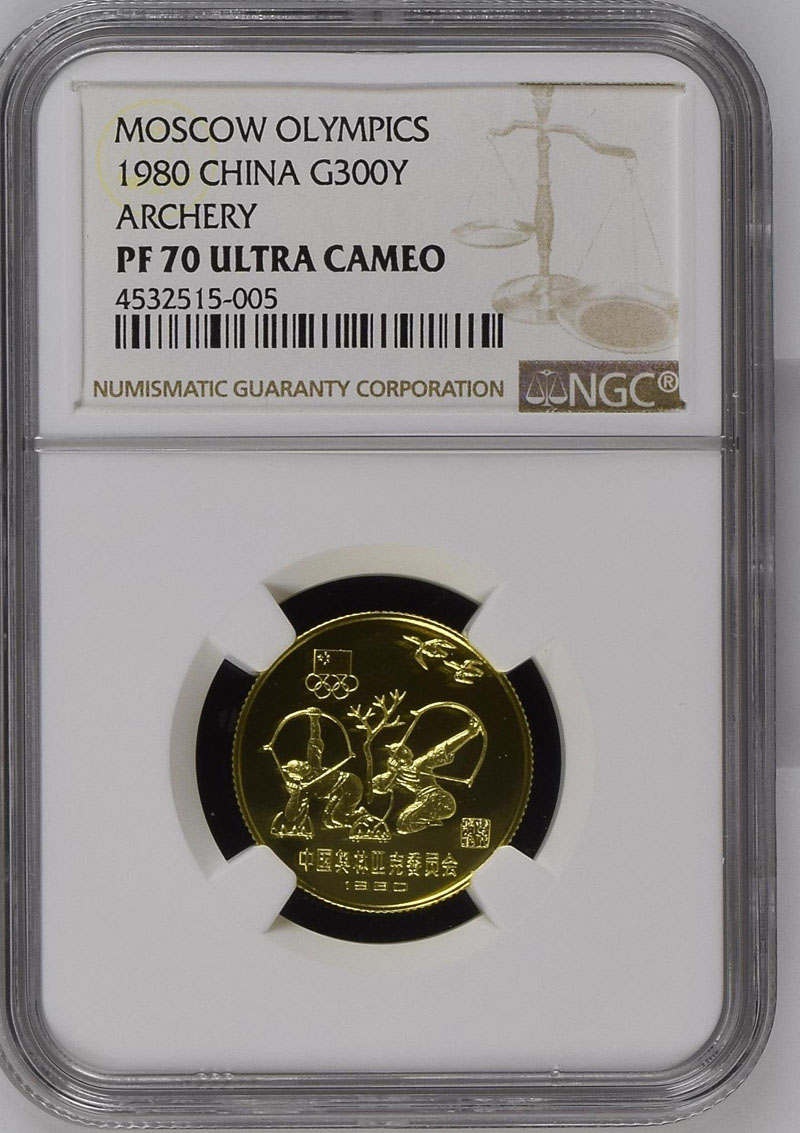 MOSCOW OLYMPICS
1980 CHINA G300Y
ARCHERY
PF 70 ULTRA CAMEO
4532515-005
NUMISMATIC GUARANTY CORPORATION
NGC®
中国奥林匹克委员会
1980